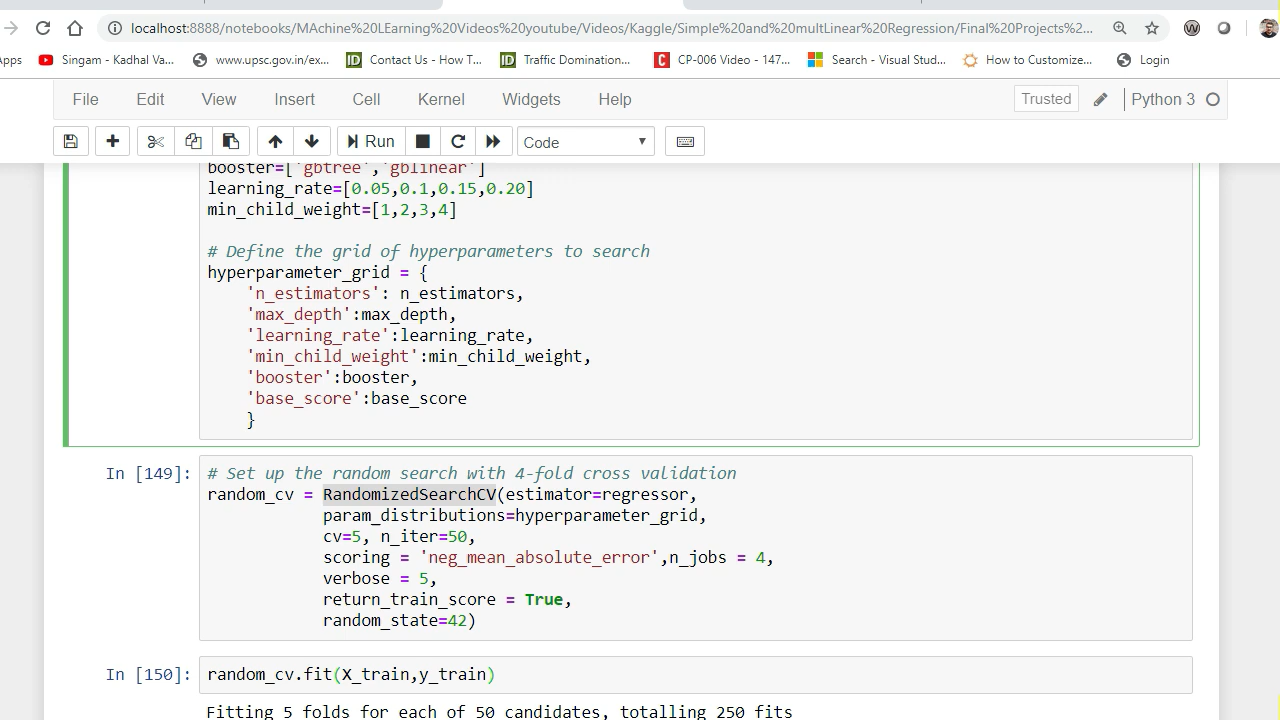 localhost:8888/notebooks/MAchine%20LEarning%20Videos%20youtube/Videos/Kaggle/Simple%20and%20multLinear%20Regression/Final%20Projects%2...
Apps Singam - Kadhal Va... www.upsc.gov.in/ex... ID Contact Us - How T... ID Traffic Domination... C CP-006 Video - 147... Search - Visual Stud... How to Customize... Login
File Edit View Insert Cell Kernel Widgets Help Trusted Python 3
Run Code
booster=['gbtree','gblinear']
learning_rate=[0.05,0.1,0.15,0.20]
min_child_weight=[1,2,3,4]
# Define the grid of hyperparameters to search
hyperparameter_grid = {
'n_estimators': n_estimators,
'max_depth':max_depth,
'learning_rate':learning_rate,
'min_child_weight':min_child_weight,
'booster':booster,
'base_score':base_score
}
In [149]: # Set up the random search with 4-fold cross validation
random_cv = RandomizedSearchCV(estimator=regressor,
param_distributions=hyperparameter_grid,
cv=5, n_iter=50,
scoring = 'neg_mean_absolute_error',n_jobs = 4,
verbose = 5,
return_train_score = True,
random_state=42)
In [150]: random_cv.fit(X_train,y_train)
Fitting 5 folds for each of 50 candidates, totalling 250 fits